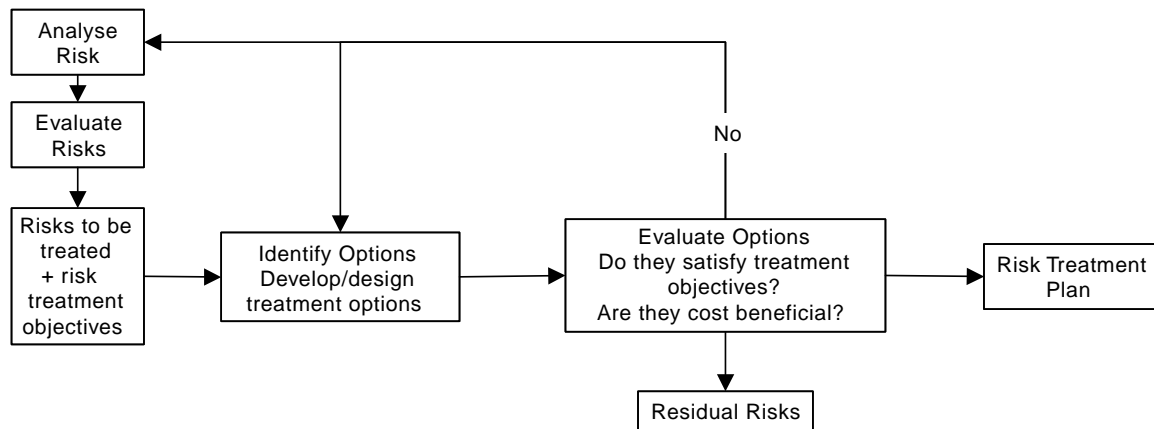 Analyse
Risk
Evaluate
Risks
No
Risks to be
treated
+ risk
treatment
objectives
Identify Options
Develop/design
treatment options
Evaluate Options
Do they satisfy treatment
objectives?
Are they cost beneficial?
Risk Treatment
Plan
Residual Risks